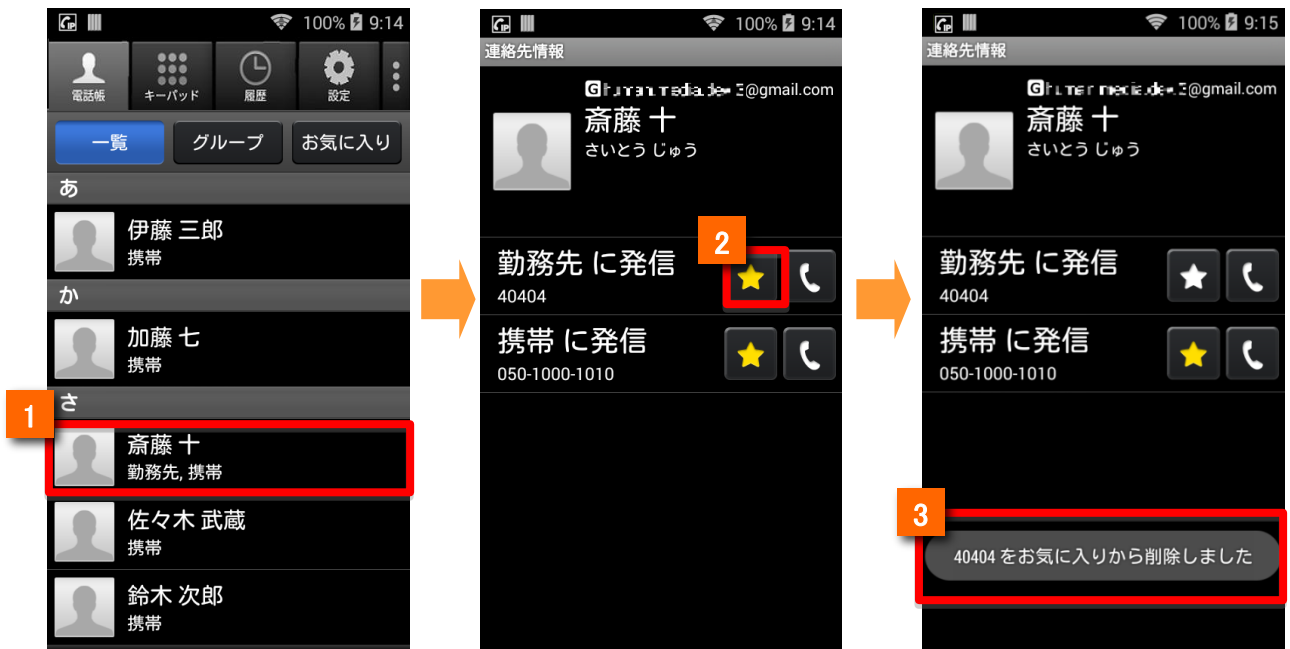 100% 9:14
電話帳 キーパッド 履歴 設定
一覧 グループ お気に入り
あ
伊藤 三郎
携帯
か
加藤 七
携帯
1
さ
斎藤 十
勤務先, 携帯
佐々木 武蔵
携帯
鈴木 次郎
携帯
100% 9:14
連絡先情報
@gmail.com
斎藤 十
さいとう じゅう
2
勤務先 に発信
40404
携帯 に発信
050-1000-1010
100% 9:15
連絡先情報
@gmail.com
斎藤 十
さいとう じゅう
勤務先 に発信
40404
携帯 に発信
050-1000-1010
3
40404 をお気に入りから削除しました